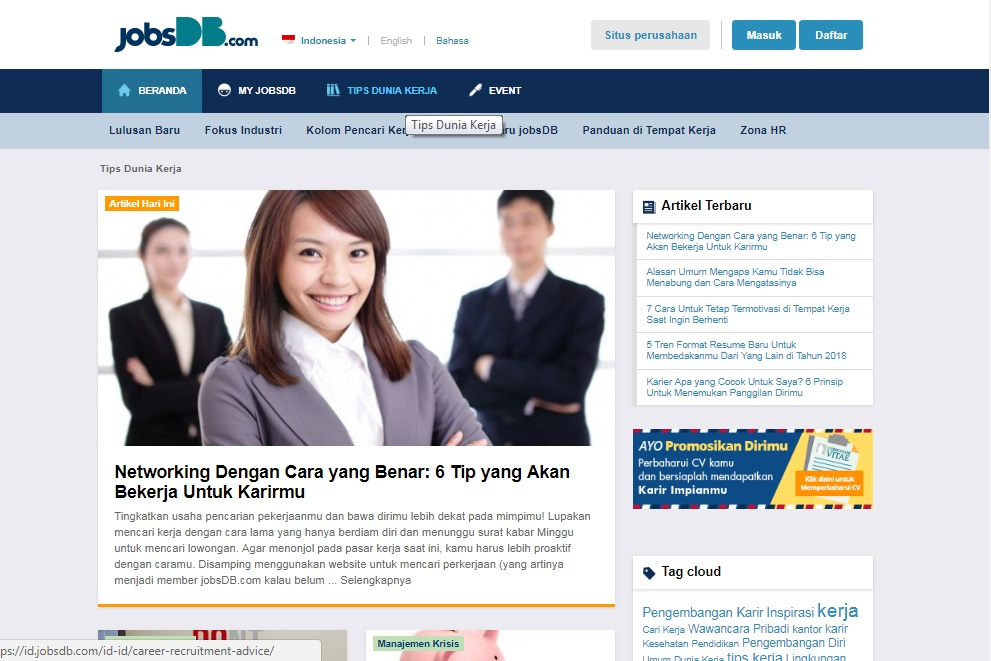 jobsDB.com
Indonesia | English | Bahasa
Situs perusahaan
Masuk
Daftar
BERANDA
MY JOBSDB
TIPS DUNIA KERJA
EVENT
Lulusan Baru
Fokus Industri
Kolom Pencari
Tips Dunia Kerja
jobsDB
Panduan di Tempat Kerja
Zona HR
Tips Dunia Kerja
Artikel Hari Ini
Networking Dengan Cara yang Benar: 6 Tip yang Akan
Bekerja Untuk Karirmu
Tingkatkan usaha pencarian pekerjaanmu dan bawa dirimu lebih dekat pada mimpimu! Lupakan
mencari kerja dengan cara lama yang hanya berdiam diri dan menunggu surat kabar Minggu
untuk mencari lowongan. Agar menonjol pada pasar kerja saat ini, kamu harus lebih proaktif
dengan caramu. Disamping menggunakan website untuk mencari perkerjaan (yang artinya
menjadi member jobsDB.com kalau belum ... Selengkapnya
Artikel Terbaru
Networking Dengan Cara yang Benar: 6 Tip yang
Akan Bekerja Untuk Karirmu
Alasan Umum Mengapa Kamu Tidak Bisa
Menabung dan Cara Mengatasinya
7 Cara Untuk Tetap Termotivasi di Tempat Kerja
Saat Ingin Berhenti
5 Tren Format Resume Baru Untuk
Membedakanmu Dari Yang Lain di Tahun 2018
Karier Apa yang Cocok Untuk Saya? 6 Prinsip
Untuk Menemukan Panggilan Dirimu
AYO Promosikan Dirimu
Perbaharui CV kamu
dan bersiaplah mendapatkan
Karir Impianmu
CURRICULUM
VITAE
Klik disini untuk
Memperbaharui CV
Tag cloud
Pengembangan Karir Inspirasi kerja
Cari Kerja Wawancara Pribadi kantor karir
Kesehatan Pendidikan Pengembangan Diri
Umum Dunia Kerja tips kerja Lingkungan
Manajemen Krisis
ps://id.jobsdb.com/id-id/career-recruitment-advice/